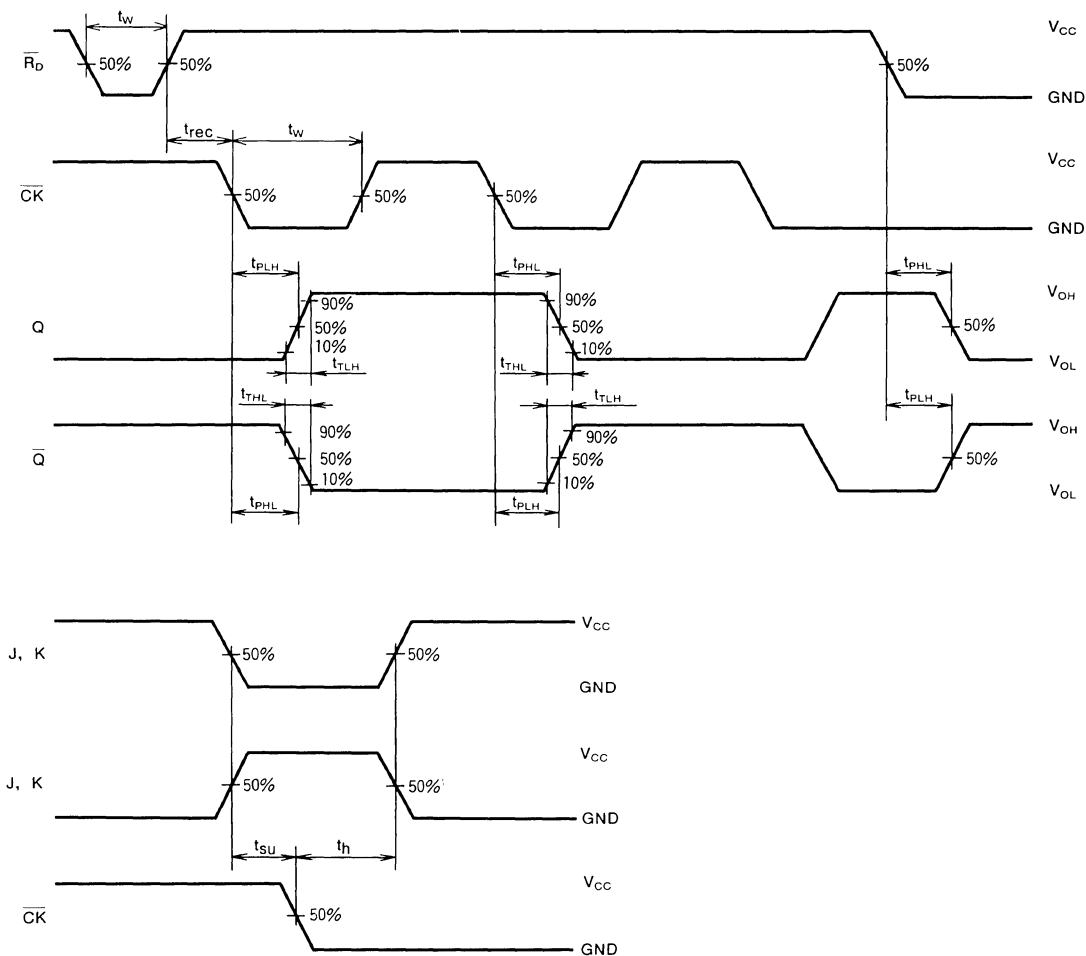 tw
VCC
R̅D̅
50%
50%
50%
GND
trec
tw
VCC
C̅K̅
50%
50%
50%
GND
tPLH
tPHL
tPHL
VOH
90%
90%
Q
50%
50%
50%
10%
10%
VOL
tTLH
tTHL
tTHL
tTLH
tPLH
VOH
90%
90%
Q̅
50%
50%
50%
10%
10%
VOL
tPHL
tPLH
VCC
J, K
50%
50%
GND
VCC
J, K
50%
50%
GND
tsu
th
VCC
C̅K̅
50%
GND